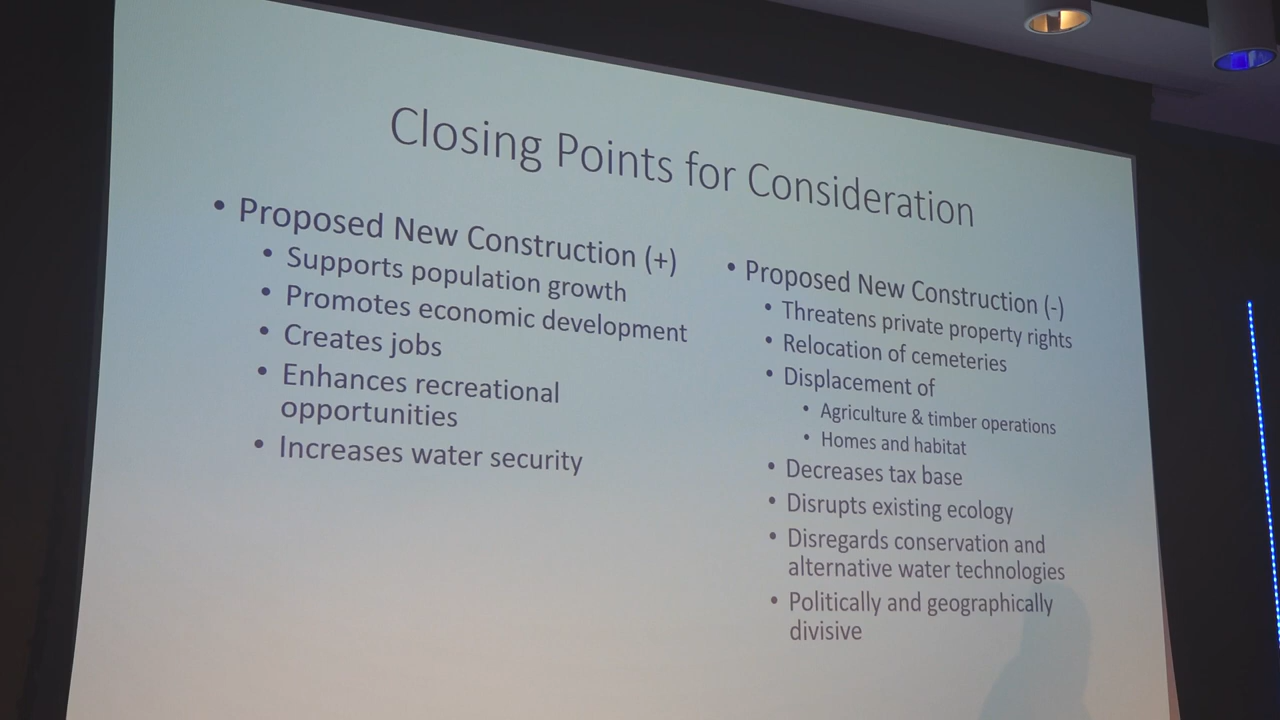 Closing Points for Consideration
• Proposed New Construction (+)
• Supports population growth
• Promotes economic development
• Creates jobs
• Enhances recreational
opportunities
• Increases water security
• Proposed New Construction (-)
• Threatens private property rights
• Relocation of cemeteries
• Displacement of
• Agriculture & timber operations
• Homes and habitat
• Decreases tax base
• Disrupts existing ecology
• Disregards conservation and
alternative water technologies
• Politically and geographically
divisive